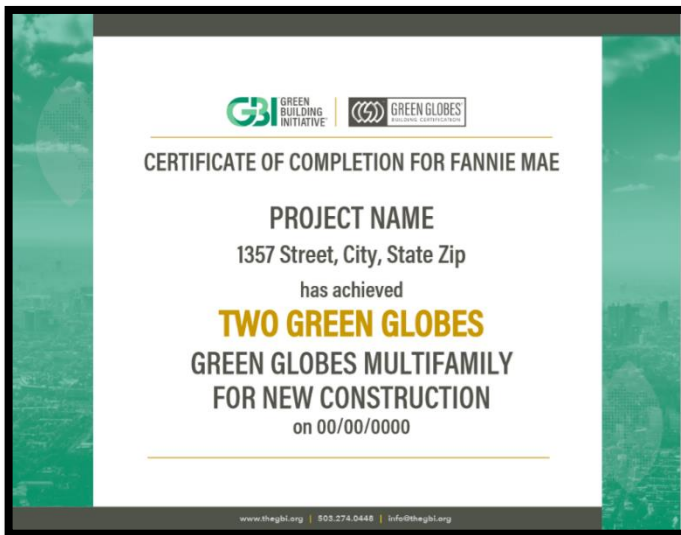 GBI GREEN
BUILDING
INITIATIVE
GREEN GLOBES
BUILDING CERTIFICATION
CERTIFICATE OF COMPLETION FOR FANNIE MAE
PROJECT NAME
1357 Street, City, State Zip
has achieved
TWO GREEN GLOBES
GREEN GLOBES MULTIFAMILY
FOR NEW CONSTRUCTION
on 00/00/0000
www.thegbi.org | 503.274.0448 | info@thegbi.org